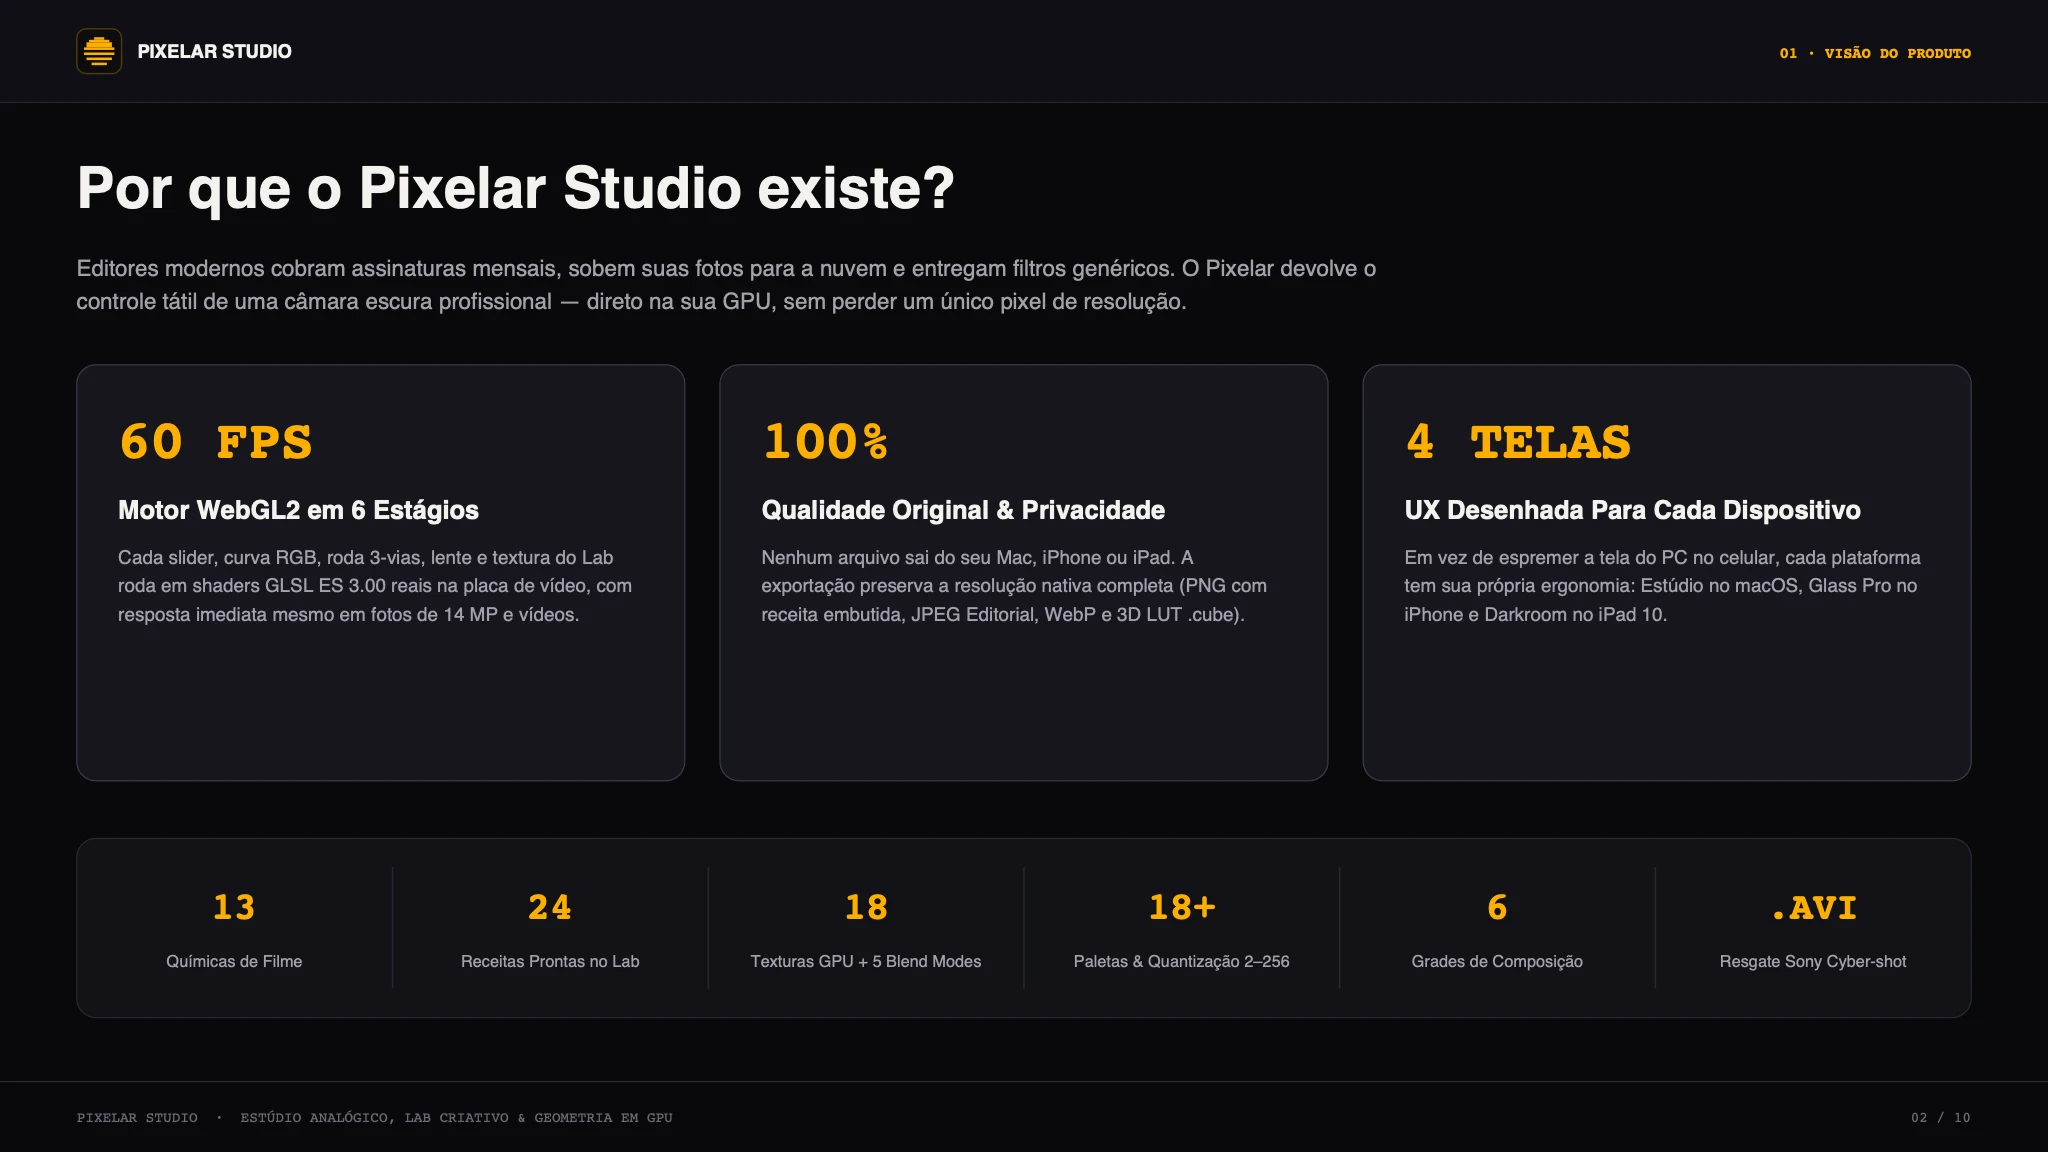 PIXELAR STUDIO
01 · VISÃO DO PRODUTO
Por que o Pixelar Studio existe?
Editores modernos cobram assinaturas mensais, sobem suas fotos para a nuvem e entregam filtros genéricos. O Pixelar devolve o
controle tátil de uma câmara escura profissional — direto na sua GPU, sem perder um único pixel de resolução.
60 FPS
Motor WebGL2 em 6 Estágios
Cada slider, curva RGB, roda 3-vias, lente e textura do Lab
roda em shaders GLSL ES 3.00 reais na placa de vídeo, com
resposta imediata mesmo em fotos de 14 MP e vídeos.
100%
Qualidade Original & Privacidade
Nenhum arquivo sai do seu Mac, iPhone ou iPad. A
exportação preserva a resolução nativa completa (PNG com
receita embutida, JPEG Editorial, WebP e 3D LUT .cube).
4 TELAS
UX Desenhada Para Cada Dispositivo
Em vez de espremer a tela do PC no celular, cada plataforma
tem sua própria ergonomia: Estúdio no macOS, Glass Pro no
iPhone e Darkroom no iPad 10.
13
Químicas de Filme
24
Receitas Prontas no Lab
18
Texturas GPU + 5 Blend Modes
18+
Paletas & Quantização 2–256
6
Grades de Composição
.AVI
Resgate Sony Cyber-shot
PIXELAR STUDIO · ESTÚDIO ANALÓGICO, LAB CRIATIVO & GEOMETRIA EM GPU
02 / 10